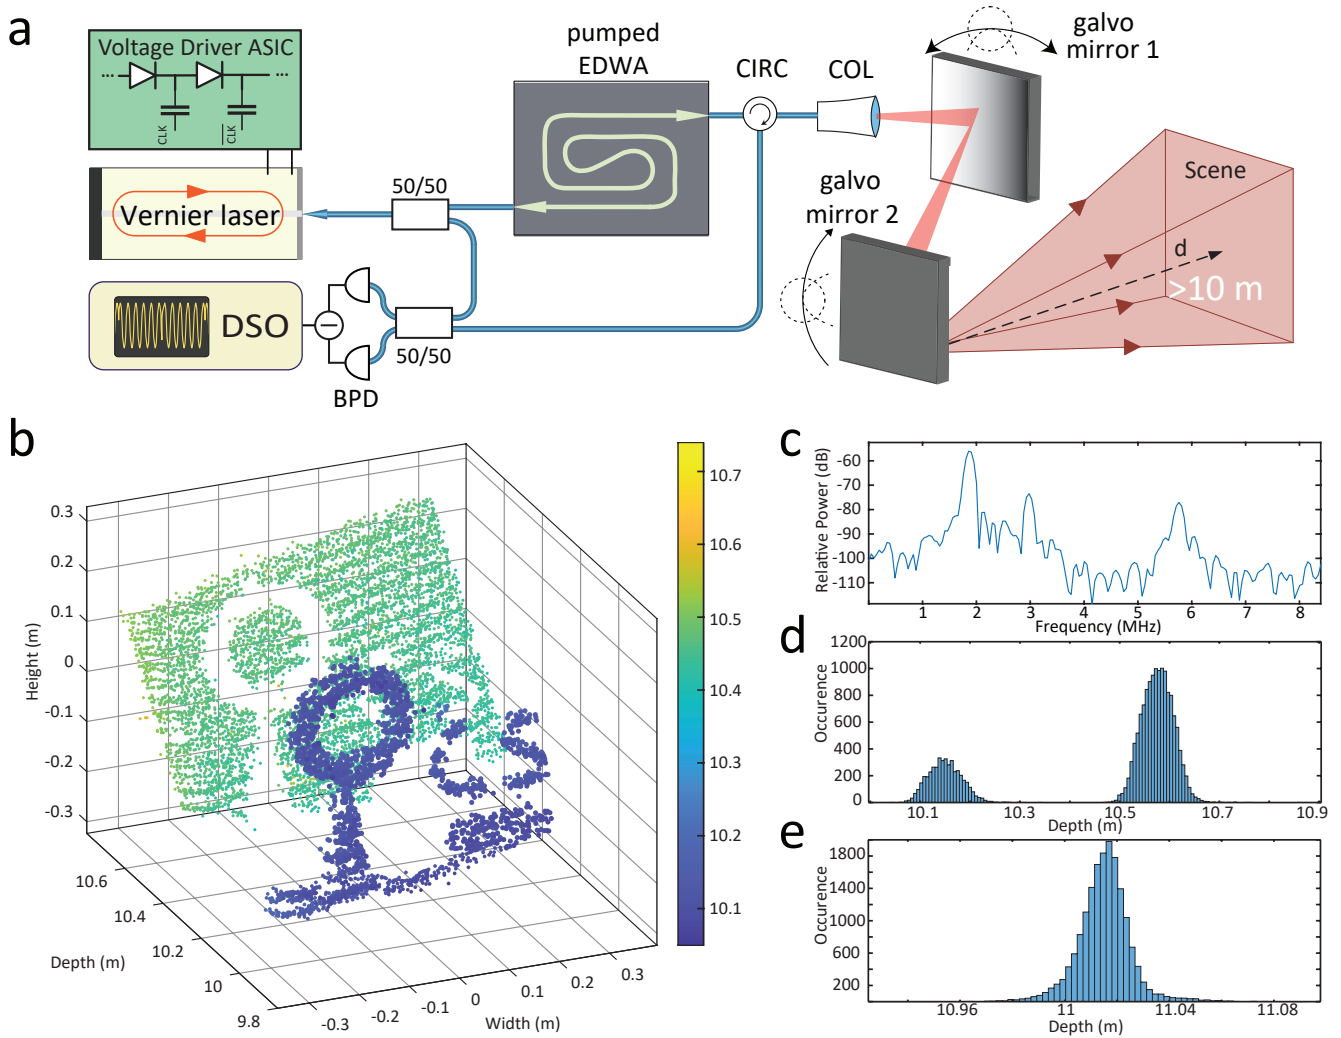 a
Voltage Driver ASIC
...
...
CLK
CLK
Vernier laser
DSO
BPD
50/50
50/50
pumped
EDWA
CIRC
COL
galvo
mirror 1
galvo
mirror 2
Scene
d
>10 m
b
Height (m)
0.3
0.2
0.1
0
-0.1
-0.2
-0.3
10.6
10.4
10.2
10
9.8
Depth (m)
-0.3
-0.2
-0.1
0
0.1
0.2
0.3
Width (m)
10.7
10.6
10.5
10.4
10.3
10.2
10.1
c
Relative Power (dB)
-60
-70
-80
-90
-100
-110
1 2 3 4 5 6 7 8
Frequency (MHz)
d
Occurence
1200
1000
800
600
400
200
0
10.1 10.3 10.5 10.7 10.9
Depth (m)
e
Occurence
1800
1400
1000
600
200
10.96 11 11.04 11.08
Depth (m)